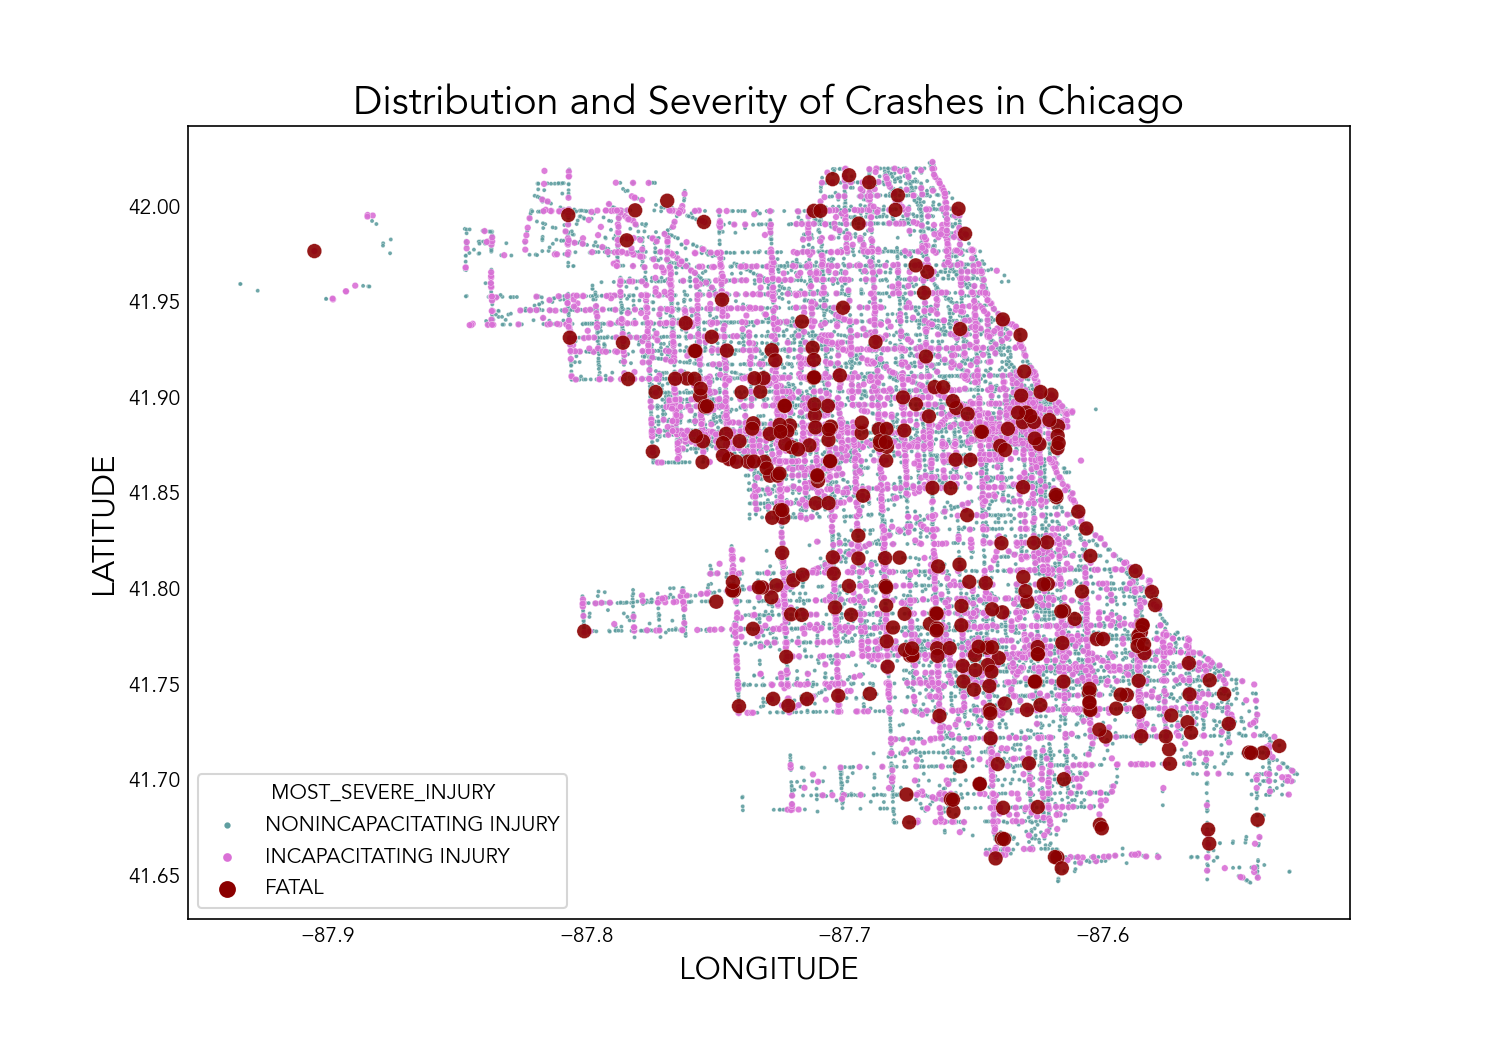 Distribution and Severity of Crashes in Chicago
LATITUDE
42.00
41.95
41.90
41.85
41.80
41.75
41.70
41.65
MOST_SEVERE_INJURY
NONINCAPACITATING INJURY
INCAPACITATING INJURY
FATAL
−87.9
−87.8
−87.7
−87.6
LONGITUDE